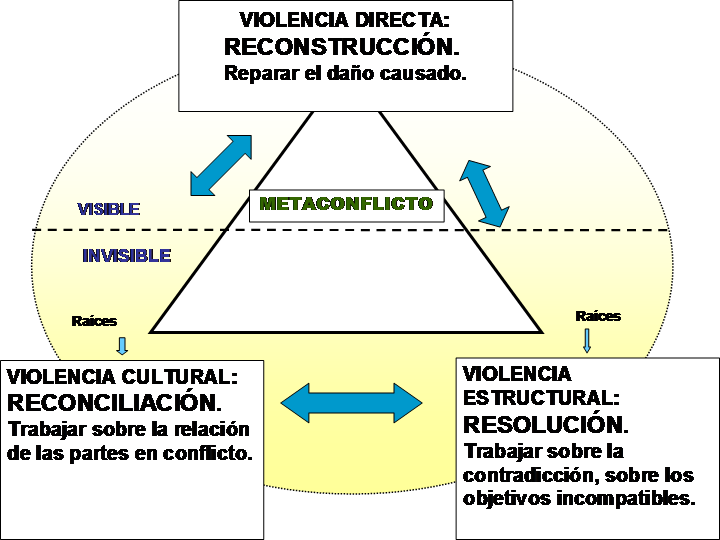 VIOLENCIA DIRECTA:
RECONSTRUCCIÓN.
Reparar el daño causado.
METACONFLICTO
VISIBLE
INVISIBLE
Raíces
Raíces
VIOLENCIA CULTURAL:
RECONCILIACIÓN.
Trabajar sobre la relación
de las partes en conflicto.
VIOLENCIA
ESTRUCTURAL:
RESOLUCIÓN.
Trabajar sobre la
contradicción, sobre los
objetivos incompatibles.